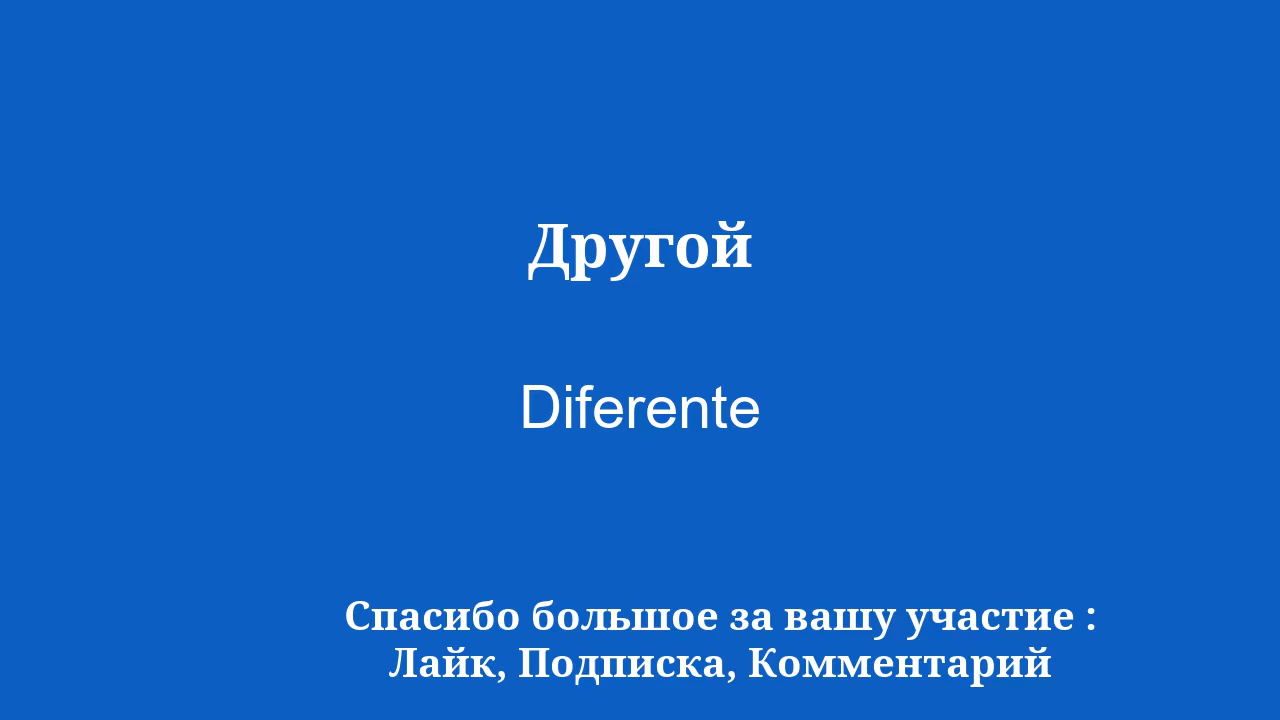 Другой
Diferente
Спасибо большое за вашу участие :
Лайк, Подписка, Комментарий